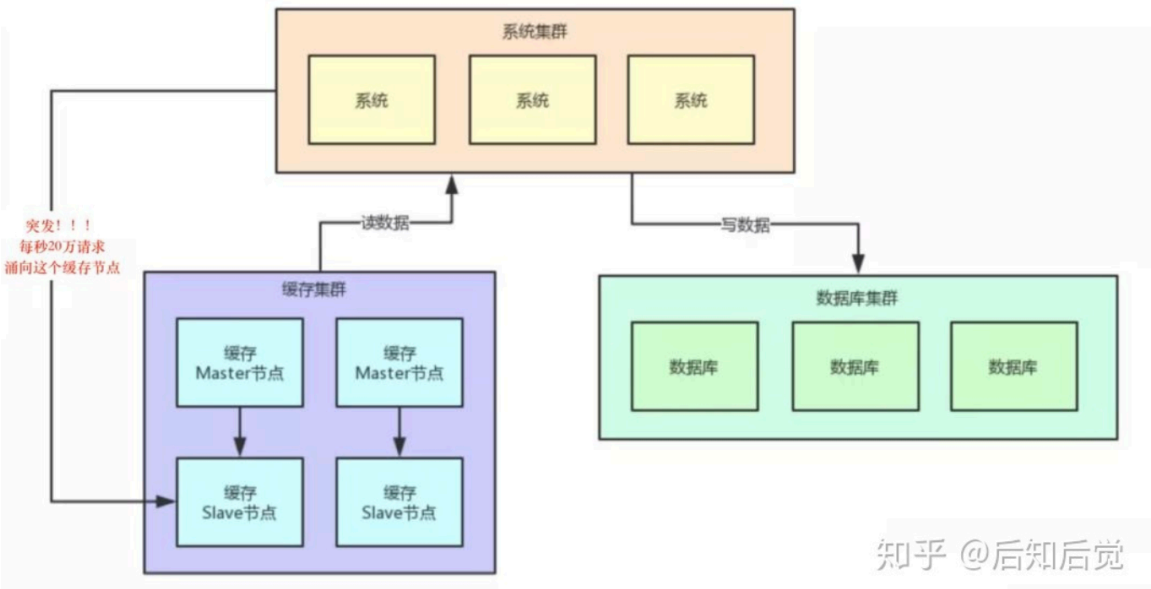 系统集群
系统
系统
系统
突发！！！
每秒20万请求
涌向这个缓存节点
读数据
写数据
缓存集群
缓存
Master节点
缓存
Master节点
缓存
Slave节点
缓存
Slave节点
数据库集群
数据库
数据库
数据库
知乎 @后知后觉